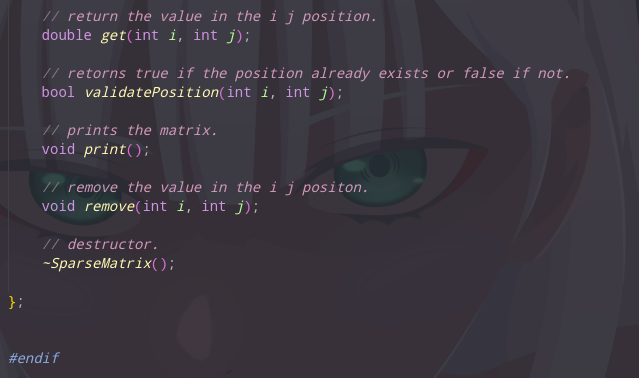 // return the value in the i j position.
double get(int i, int j);
// retorns true if the position already exists or false if not.
bool validatePosition(int i, int j);
// prints the matrix.
void print();
// remove the value in the i j positon.
void remove(int i, int j);
// destructor.
~SparseMatrix();
};
#endif